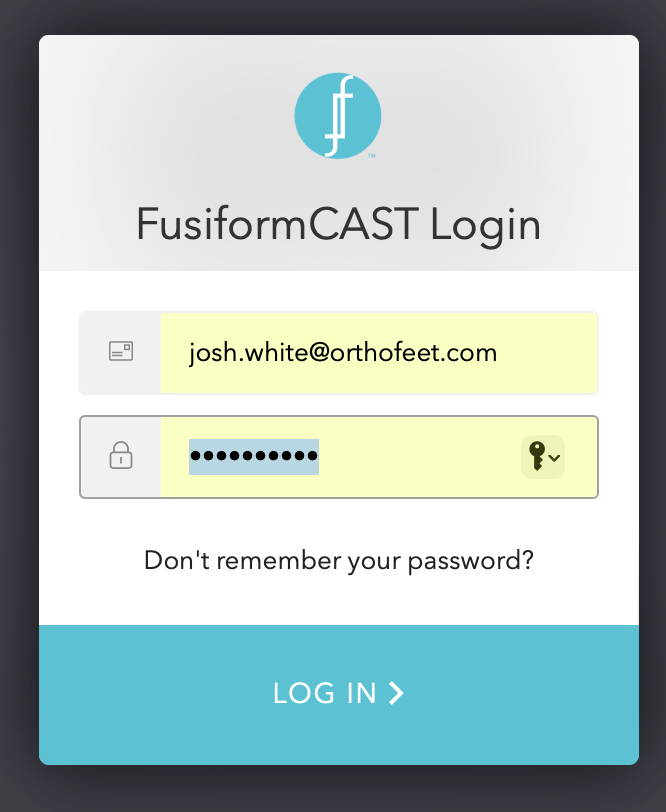 FusiformCAST Login
josh.white@orthofeet.com
••••••••••
Don't remember your password?
LOG IN